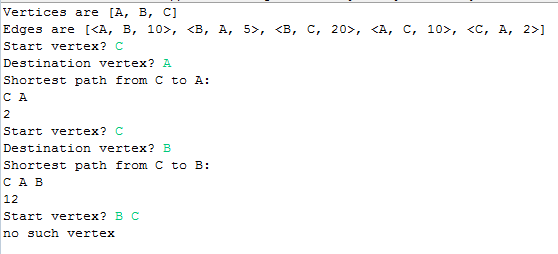 Vertices are [A, B, C]
Edges are [<A, B, 10>, <B, A, 5>, <B, C, 20>, <A, C, 10>, <C, A, 2>]
Start vertex? C
Destination vertex? A
Shortest path from C to A:
C A
2
Start vertex? C
Destination vertex? B
Shortest path from C to B:
C A B
12
Start vertex? B C
no such vertex